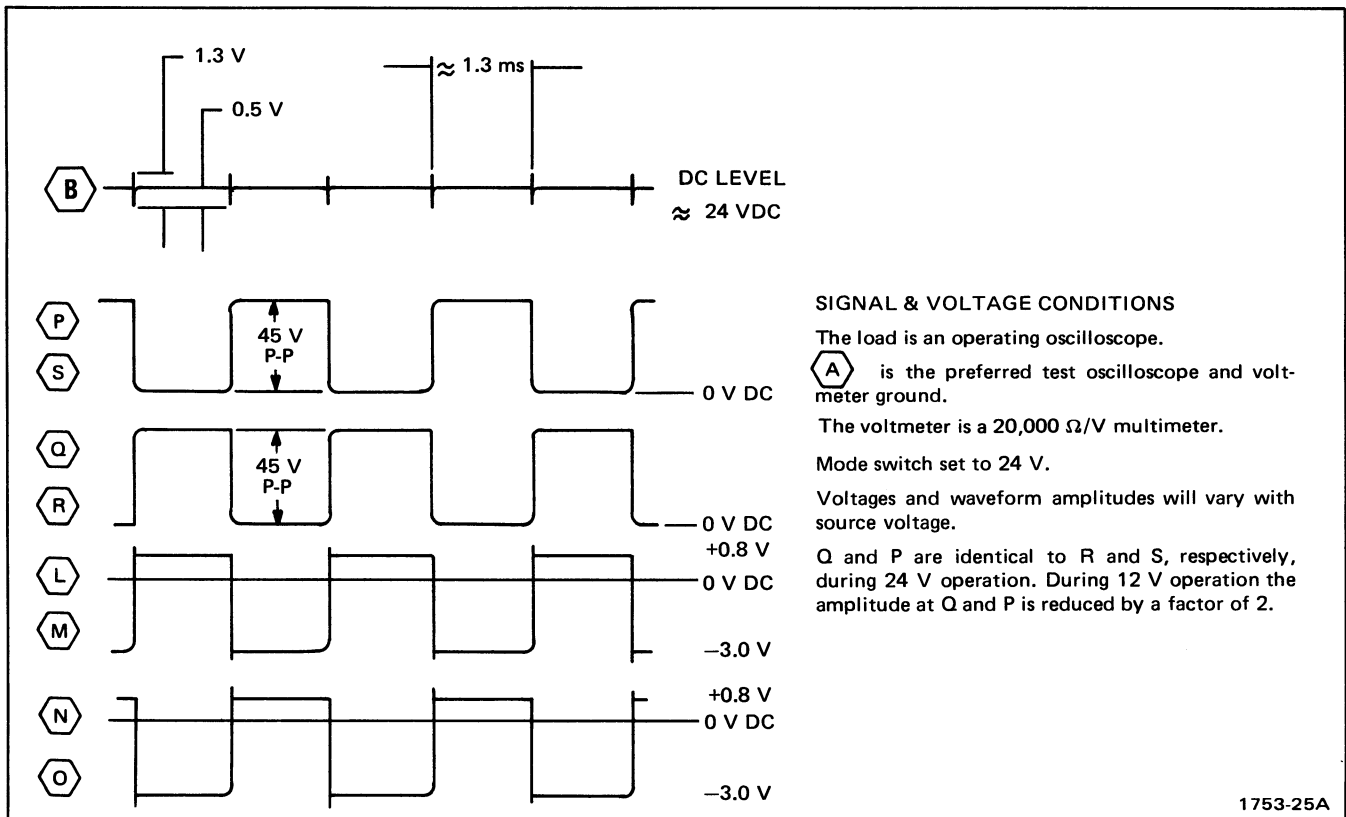 1.3 V
≈ 1.3 ms
0.5 V
B
DC LEVEL
≈ 24 VDC
P
S
45 V
P-P
0 V DC
Q
R
45 V
P-P
0 V DC
L
M
+0.8 V
0 V DC
−3.0 V
N
O
+0.8 V
0 V DC
−3.0 V
SIGNAL & VOLTAGE CONDITIONS
The load is an operating oscilloscope.
A is the preferred test oscilloscope and volt-
meter ground.
The voltmeter is a 20,000 Ω/V multimeter.
Mode switch set to 24 V.
Voltages and waveform amplitudes will vary with
source voltage.
Q and P are identical to R and S, respectively,
during 24 V operation. During 12 V operation the
amplitude at Q and P is reduced by a factor of 2.
1753-25A